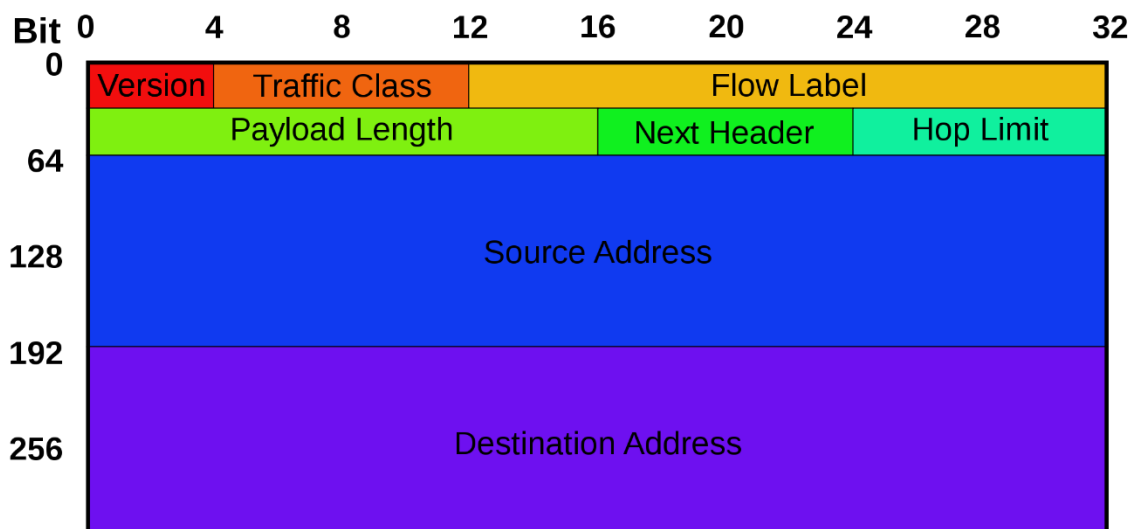 Bit 0 4 8 12 16 20 24 28 32
0
Version Traffic Class Flow Label
Payload Length Next Header Hop Limit
64
Source Address
128
192
Destination Address
256